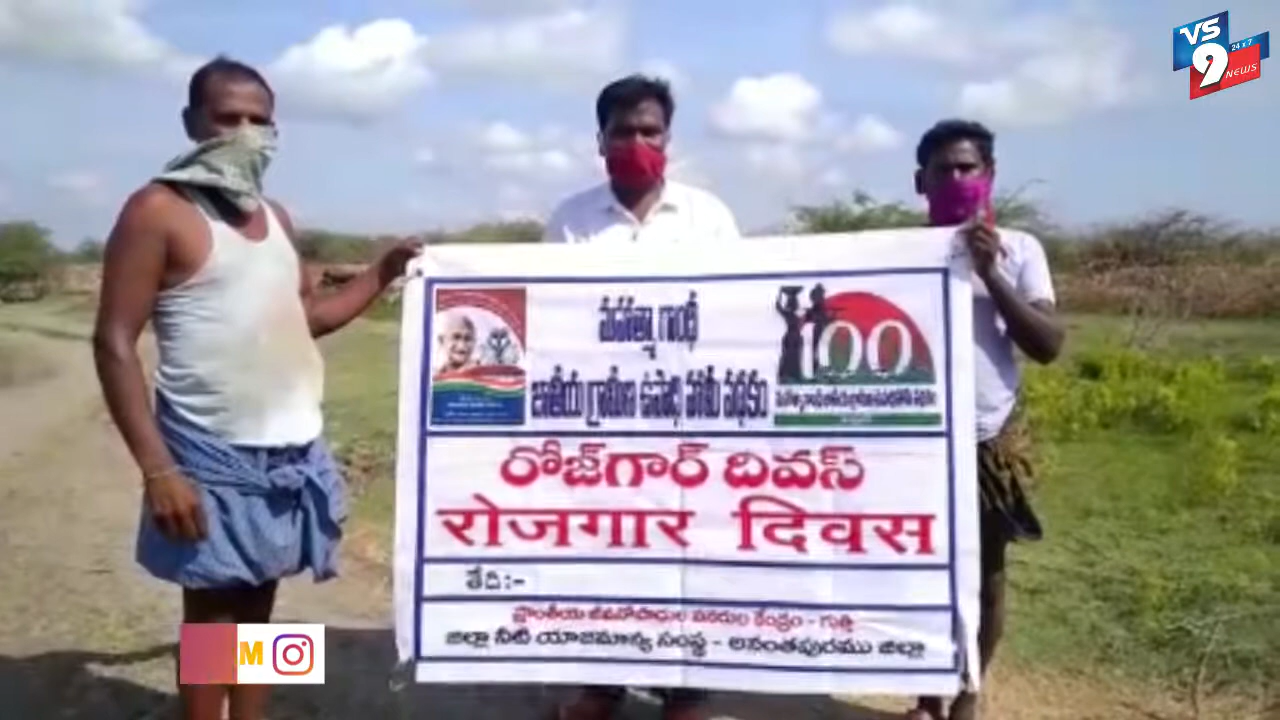 VS
9
24 x 7
NEWS
మహాత్మా గాంధీ
జాతీయ గ్రామీణ ఉపాధి హామీ పథకం
100
రోజ్‌గార్ దివస్
रोजगार दिवस
తేది:-
ప్రాంతీయ జీవనోపాధుల వనరుల కేంద్రం - గుత్తి
జిల్లా నీటి యాజమాన్య సంస్థ - అనంతపురము జిల్లా
M